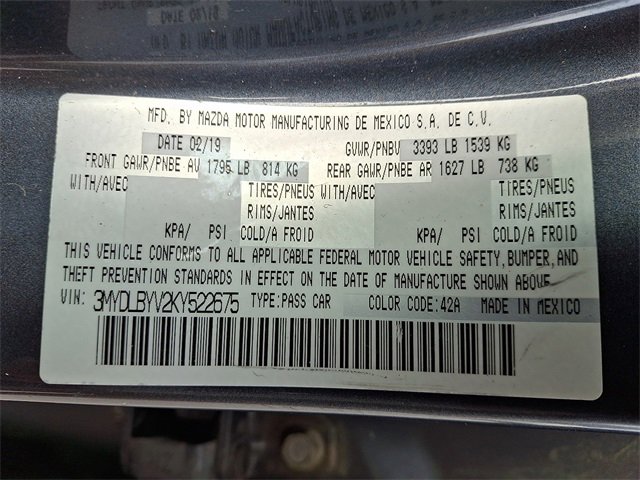 MFD. BY MAZDA MOTOR MANUFACTURING DE MEXICO S.A. DE C.V.
DATE 02/19 GVWR/PNBV 3393 LB 1539 KG
FRONT GAWR/PNBE AV 1795 LB 814 KG REAR GAWR/PNBE AR 1627 LB 738 KG
WITH/AVEC TIRES/PNEUS WITH/AVEC TIRES/PNEUS
RIMS/JANTES RIMS/JANTES
KPA/ PSI COLD/A FROID KPA/ PSI COLD/A FROID
THIS VEHICLE CONFORMS TO ALL APPLICABLE FEDERAL MOTOR VEHICLE SAFETY, BUMPER, AND
THEFT PREVENTION STANDARDS IN EFFECT ON THE DATE OF MANUFACTURE SHOWN ABOVE.
VIN: 3MYDLBYV2KY522675 TYPE:PASS CAR COLOR CODE:42A MADE IN MEXICO